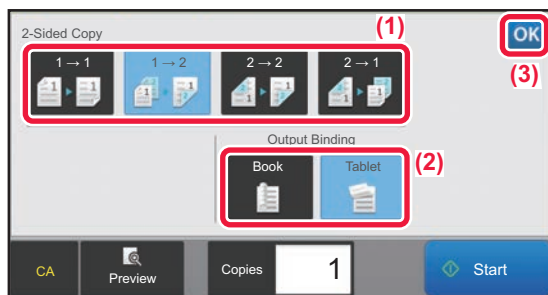 2-Sided Copy
(1)
OK
1 → 1
1 → 2
2 → 2
2 → 1
(3)
Output Binding
Book
Tablet
(2)
CA
Preview
Copies
1
Start